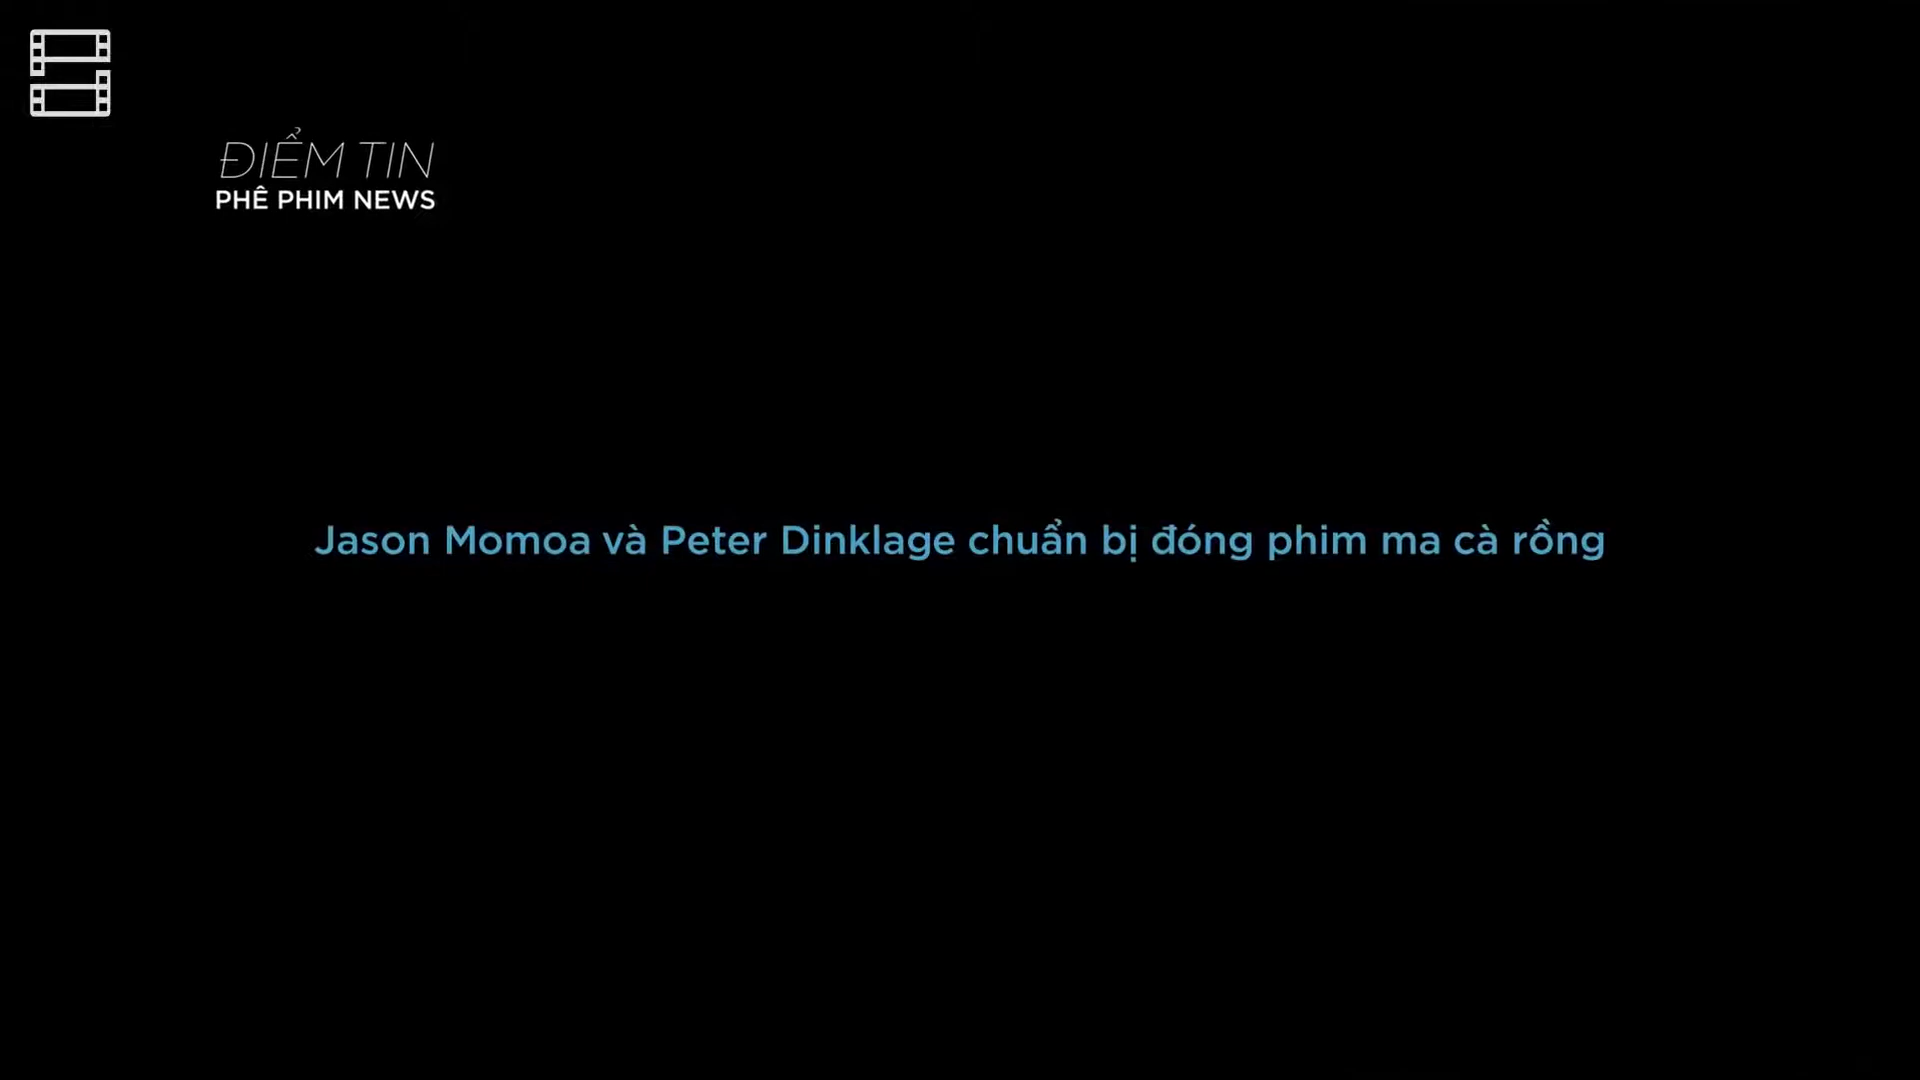 ĐIỂM TIN
PHÊ PHIM NEWS
Jason Momoa và Peter Dinklage chuẩn bị đóng phim ma cà rồng